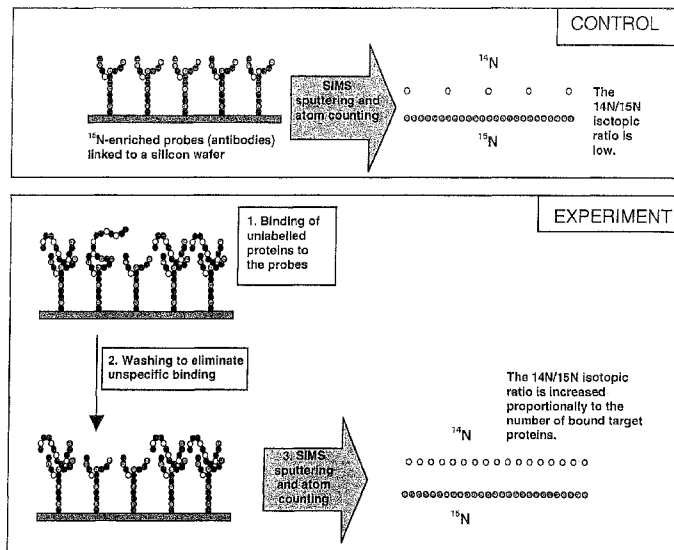 CONTROL
SIMS
sputtering and
atom counting
¹⁴N
¹⁵N
The
14N/15N
isotopic
ratio is
low.
¹⁵N-enriched probes (antibodies)
linked to a silicon wafer
EXPERIMENT
1. Binding of
unlabelled
proteins to
the probes
2. Washing to eliminate
unspecific binding
3. SIMS
sputtering
and atom
counting
The 14N/15N isotopic
ratio is increased
proportionally to the
number of bound target
proteins.
¹⁴N
¹⁵N